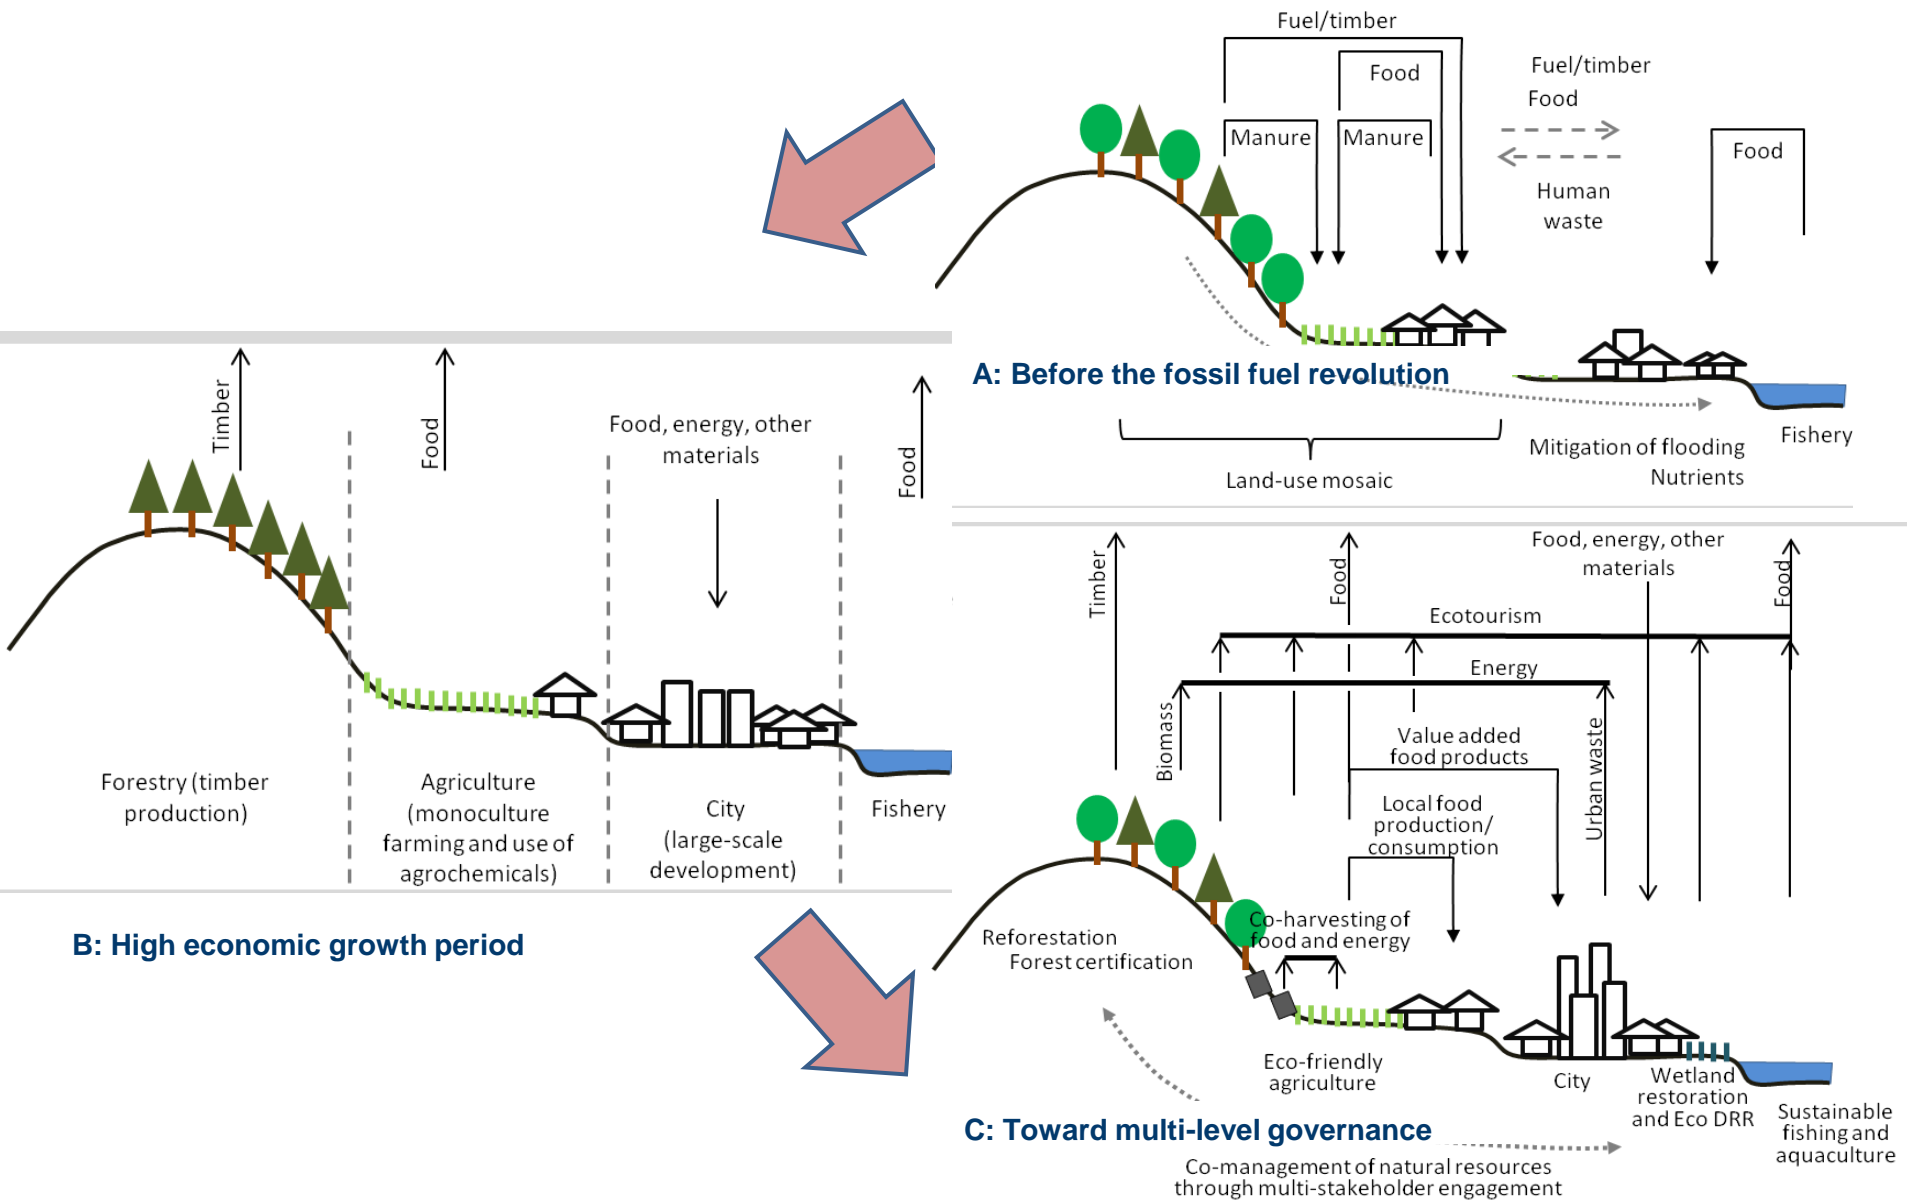 Fuel/timber
Food
Manure
Manure
Fuel/timber
Food
Human
waste
Food
A: Before the fossil fuel revolution
Land-use mosaic
Mitigation of flooding
Nutrients
Fishery
Timber
Food
Food, energy, other
materials
Food
Forestry (timber
production)
Agriculture
(monoculture
farming and use of
agrochemicals)
City
(large-scale
development)
Fishery
B: High economic growth period
Timber
Food
Food, energy, other
materials
Food
Ecotourism
Energy
Biomass
Value added
food products
Urban waste
Local food
production/
consumption
Co-harvesting of
food and energy
Reforestation
Forest certification
Eco-friendly
agriculture
City
Wetland
restoration
and Eco DRR
Sustainable
fishing and
aquaculture
C: Toward multi-level governance
Co-management of natural resources
through multi-stakeholder engagement